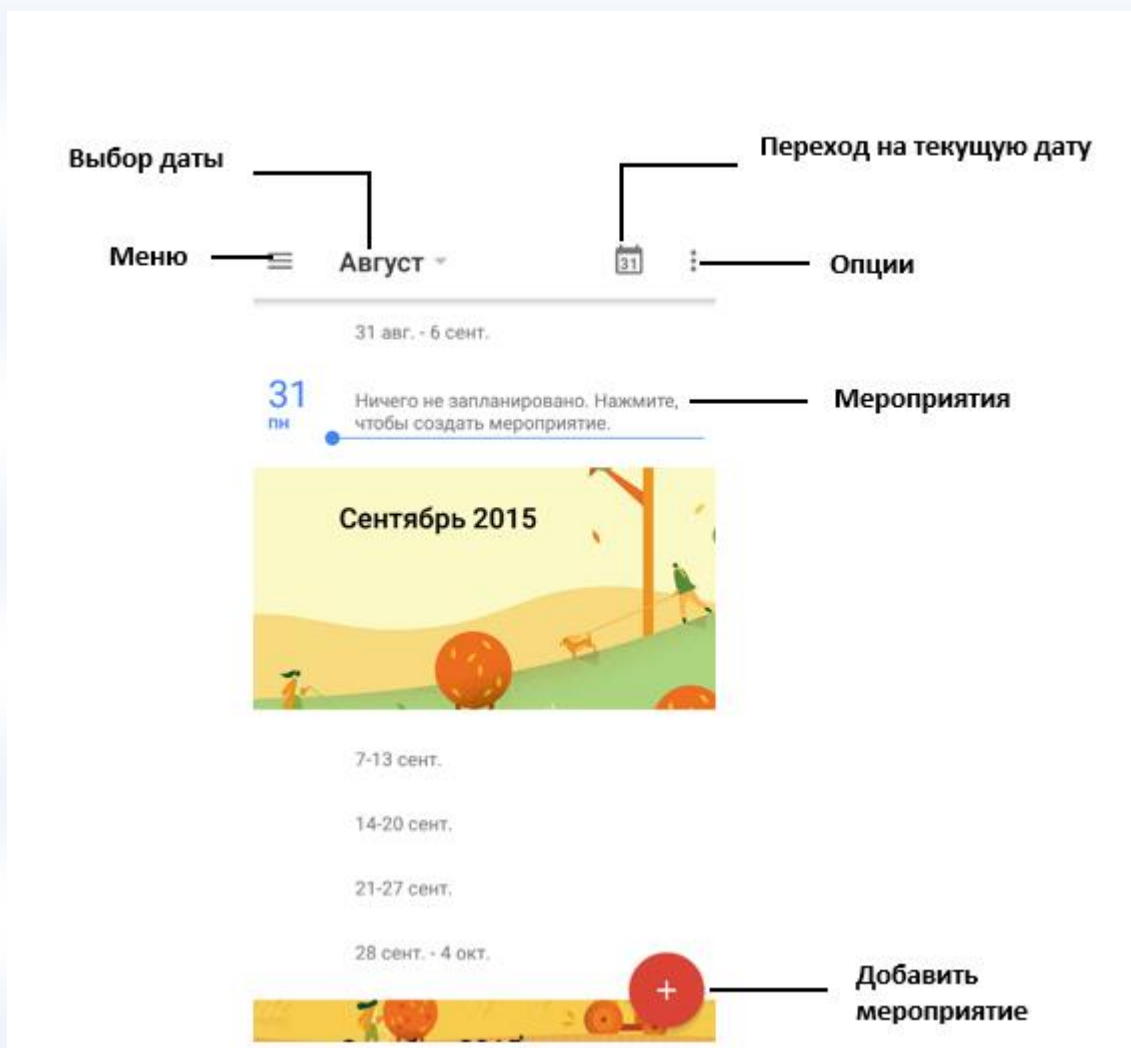 Выбор даты
Переход на текущую дату
Меню
Август
31
Опции
31 авг. - 6 сент.
31
пн
Ничего не запланировано. Нажмите,
чтобы создать мероприятие.
Мероприятия
Сентябрь 2015
7-13 сент.
14-20 сент.
21-27 сент.
28 сент. - 4 окт.
Добавить
мероприятие